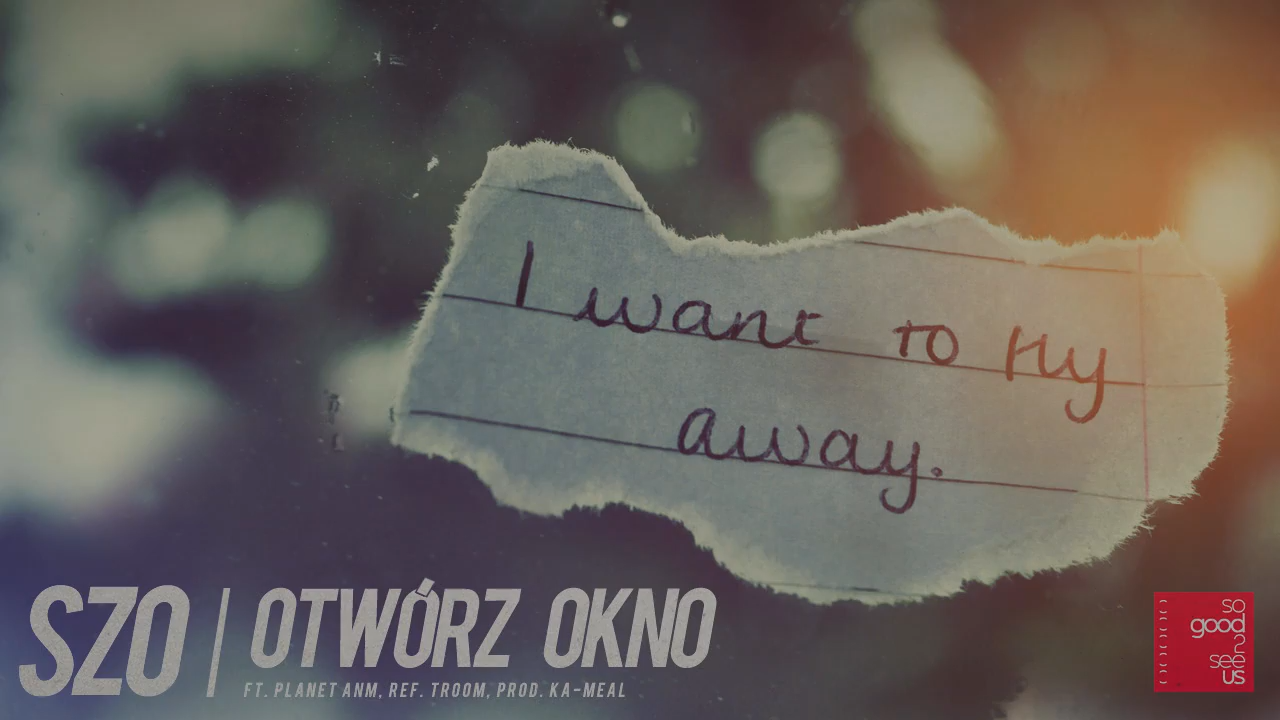 I want to fly
away.
SZO | OTWÓRZ OKNO
FT. PLANET ANM, REF. TROOM, PROD. KA-MEAL
so
good
2
see
us